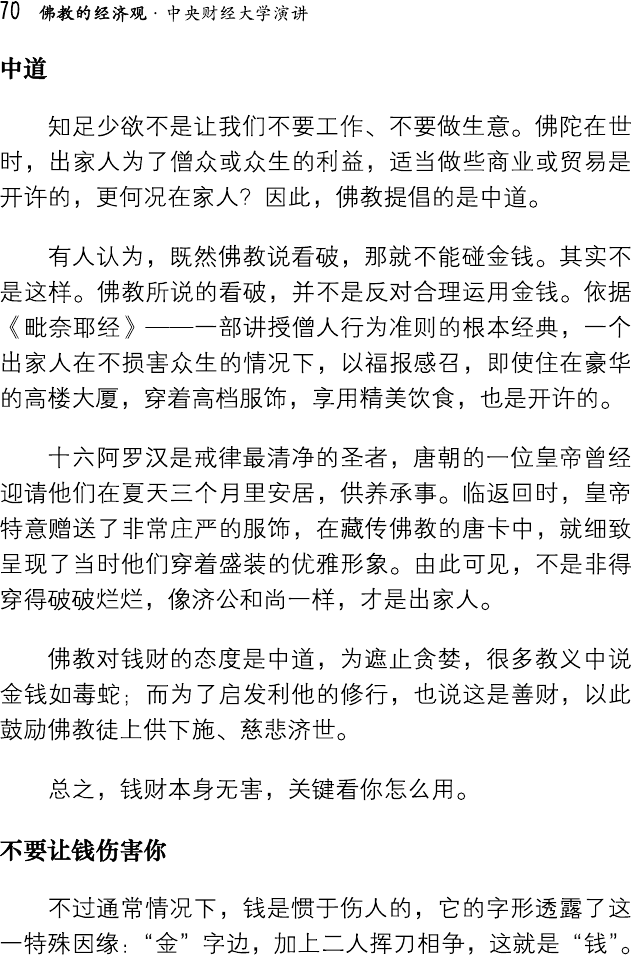 70 佛教的经济观·中央财经大学演讲
中道
知足少欲不是让我们不要工作、不要做生意。佛陀在世
时，出家人为了僧众或众生的利益，适当做些商业或贸易是
开许的，更何况在家人？因此，佛教提倡的是中道。
有人认为，既然佛教说看破，那就不能碰金钱。其实不
是这样。佛教所说的看破，并不是反对合理运用金钱。依据
《毗奈耶经》——一部讲授僧人行为准则的根本经典，一个
出家人在不损害众生的情况下，以福报感召，即使住在豪华
的高楼大厦，穿着高档服饰，享用精美饮食，也是开许的。
十六阿罗汉是戒律最清净的圣者，唐朝的一位皇帝曾经
迎请他们在夏天三个月里安居，供养承事。临返回时，皇帝
特意赠送了非常庄严的服饰，在藏传佛教的唐卡中，就细致
呈现了当时他们穿着盛装的优雅形象。由此可见，不是非得
穿得破破烂烂，像济公和尚一样，才是出家人。
佛教对钱财的态度是中道，为遮止贪婪，很多教义中说
金钱如毒蛇；而为了启发利他的修行，也说这是善财，以此
鼓励佛教徒上供下施、慈悲济世。
总之，钱财本身无害，关键看你怎么用。
不要让钱伤害你
不过通常情况下，钱是惯于伤人的，它的字形透露了这
一特殊因缘：“金”字边，加上二人挥刀相争，这就是“钱”。